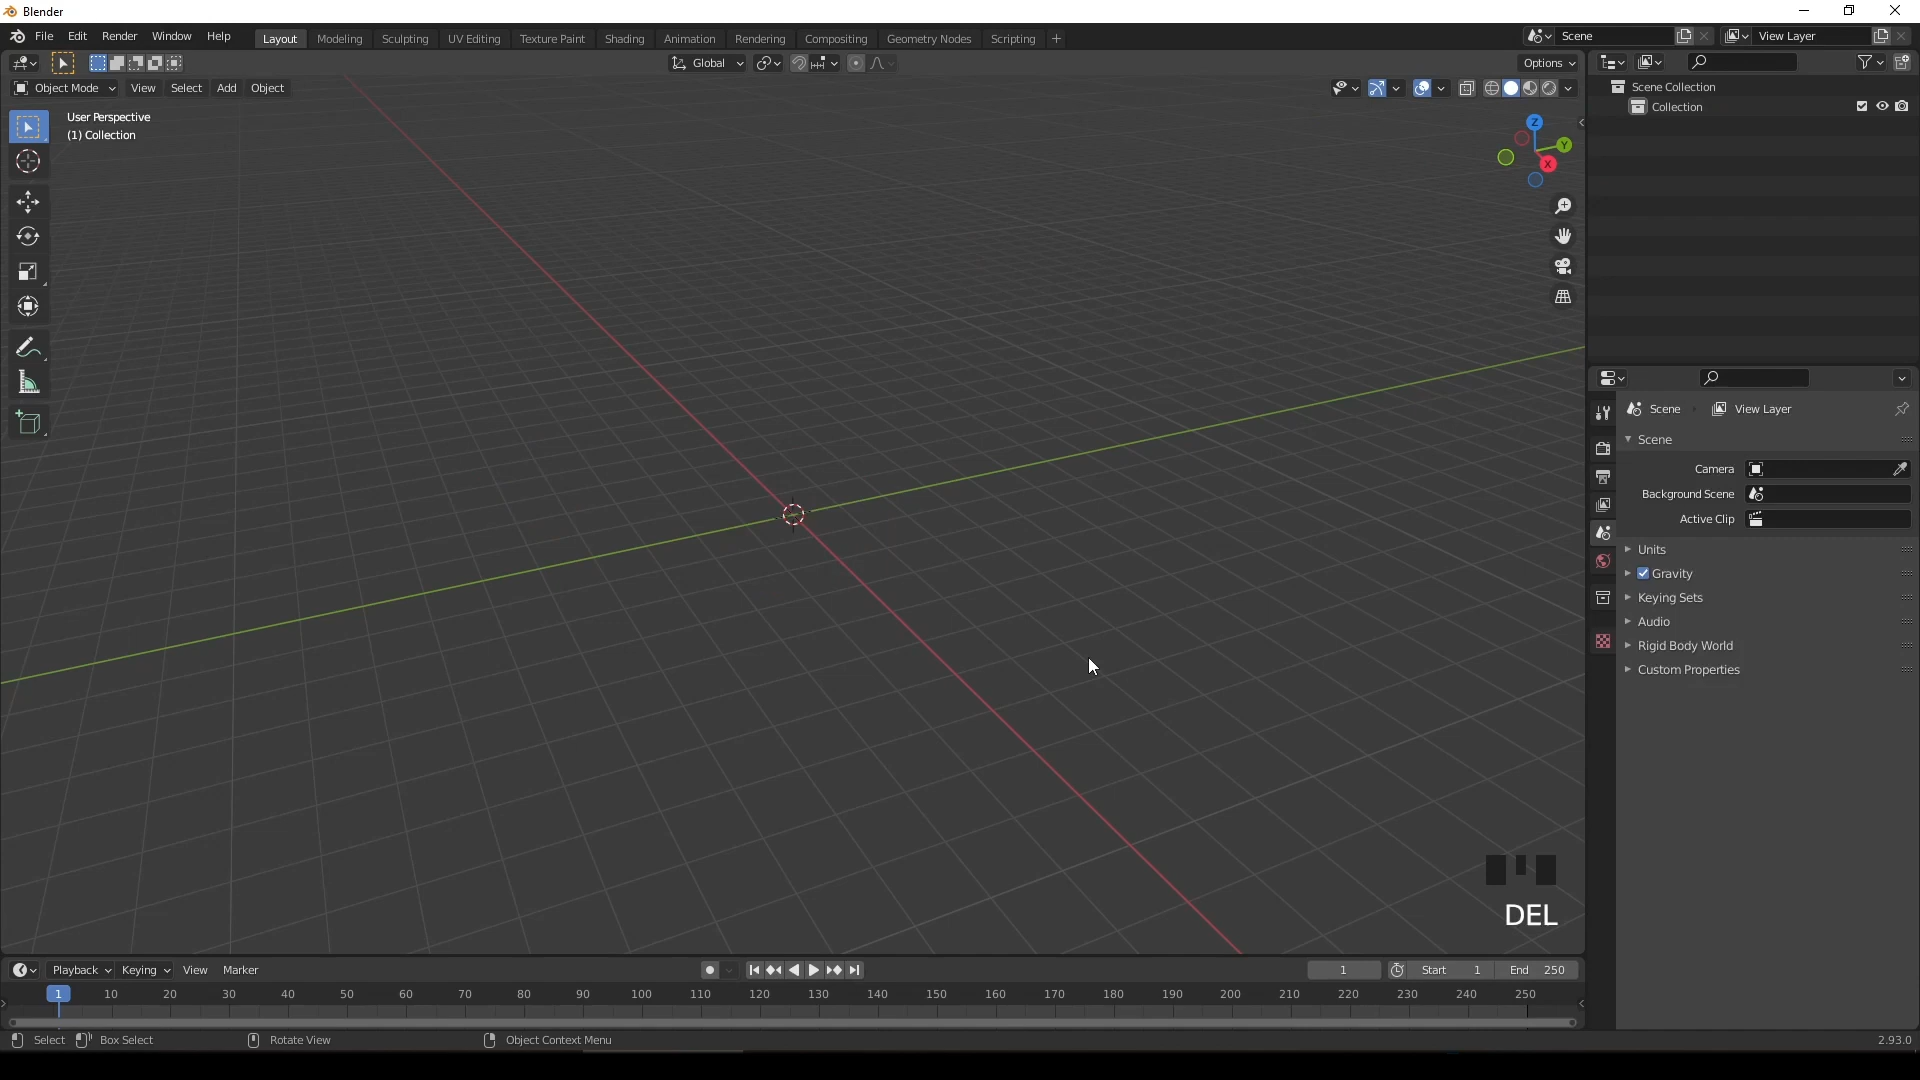 Blender
File Edit Render Window Help Layout Modeling Sculpting UV Editing Texture Paint Shading Animation Rendering Compositing Geometry Nodes Scripting + Scene View Layer
Global Options
Object Mode View Select Add Object
Scene Collection
Collection
User Perspective
(1) Collection
Z
Y
X
Scene View Layer
Scene
Camera
Background Scene
Active Clip
Units
Gravity
Keying Sets
Audio
Rigid Body World
Custom Properties
DEL
Playback Keying View Marker 1 Start 1 End 250
1 10 20 30 40 50 60 70 80 90 100 110 120 130 140 150 160 170 180 190 200 210 220 230 240 250
Select Box Select Rotate View Object Context Menu 2.93.0